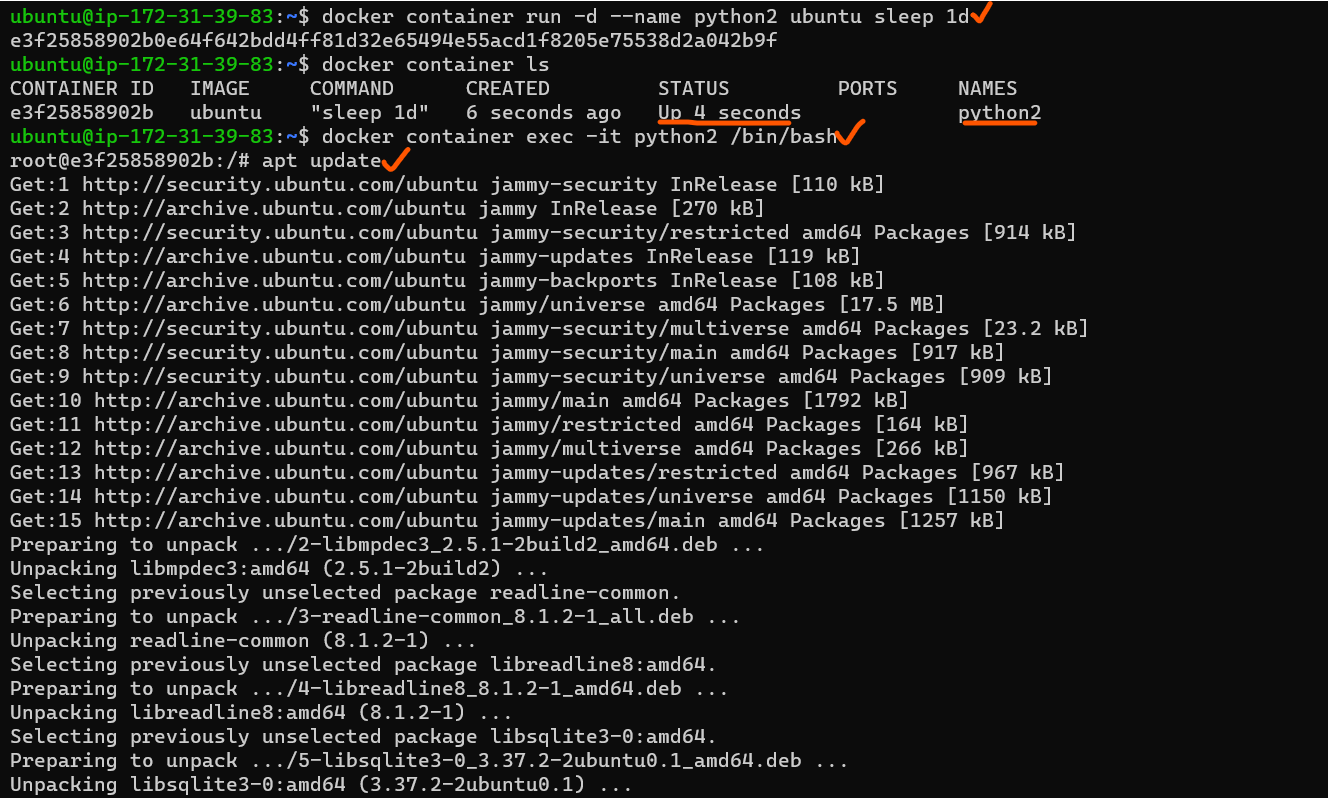 ubuntu@ip-172-31-39-83:~$ docker container run -d --name python2 ubuntu sleep 1d
e3f25858902b0e64f642bdd4ff81d32e65494e55acd1f8205e75538d2a042b9f
ubuntu@ip-172-31-39-83:~$ docker container ls
CONTAINER ID   IMAGE     COMMAND      CREATED         STATUS         PORTS     NAMES
e3f25858902b   ubuntu    "sleep 1d"   6 seconds ago   Up 4 seconds             python2
ubuntu@ip-172-31-39-83:~$ docker container exec -it python2 /bin/bash
root@e3f25858902b:/# apt update
Get:1 http://security.ubuntu.com/ubuntu jammy-security InRelease [110 kB]
Get:2 http://archive.ubuntu.com/ubuntu jammy InRelease [270 kB]
Get:3 http://security.ubuntu.com/ubuntu jammy-security/restricted amd64 Packages [914 kB]
Get:4 http://archive.ubuntu.com/ubuntu jammy-updates InRelease [119 kB]
Get:5 http://archive.ubuntu.com/ubuntu jammy-backports InRelease [108 kB]
Get:6 http://archive.ubuntu.com/ubuntu jammy/universe amd64 Packages [17.5 MB]
Get:7 http://security.ubuntu.com/ubuntu jammy-security/multiverse amd64 Packages [23.2 kB]
Get:8 http://security.ubuntu.com/ubuntu jammy-security/main amd64 Packages [917 kB]
Get:9 http://security.ubuntu.com/ubuntu jammy-security/universe amd64 Packages [909 kB]
Get:10 http://archive.ubuntu.com/ubuntu jammy/main amd64 Packages [1792 kB]
Get:11 http://archive.ubuntu.com/ubuntu jammy/restricted amd64 Packages [164 kB]
Get:12 http://archive.ubuntu.com/ubuntu jammy/multiverse amd64 Packages [266 kB]
Get:13 http://archive.ubuntu.com/ubuntu jammy-updates/restricted amd64 Packages [967 kB]
Get:14 http://archive.ubuntu.com/ubuntu jammy-updates/universe amd64 Packages [1150 kB]
Get:15 http://archive.ubuntu.com/ubuntu jammy-updates/main amd64 Packages [1257 kB]
Preparing to unpack .../2-libmpdec3_2.5.1-2build2_amd64.deb ...
Unpacking libmpdec3:amd64 (2.5.1-2build2) ...
Selecting previously unselected package readline-common.
Preparing to unpack .../3-readline-common_8.1.2-1_all.deb ...
Unpacking readline-common (8.1.2-1) ...
Selecting previously unselected package libreadline8:amd64.
Preparing to unpack .../4-libreadline8_8.1.2-1_amd64.deb ...
Unpacking libreadline8:amd64 (8.1.2-1) ...
Selecting previously unselected package libsqlite3-0:amd64.
Preparing to unpack .../5-libsqlite3-0_3.37.2-2ubuntu0.1_amd64.deb ...
Unpacking libsqlite3-0:amd64 (3.37.2-2ubuntu0.1) ...